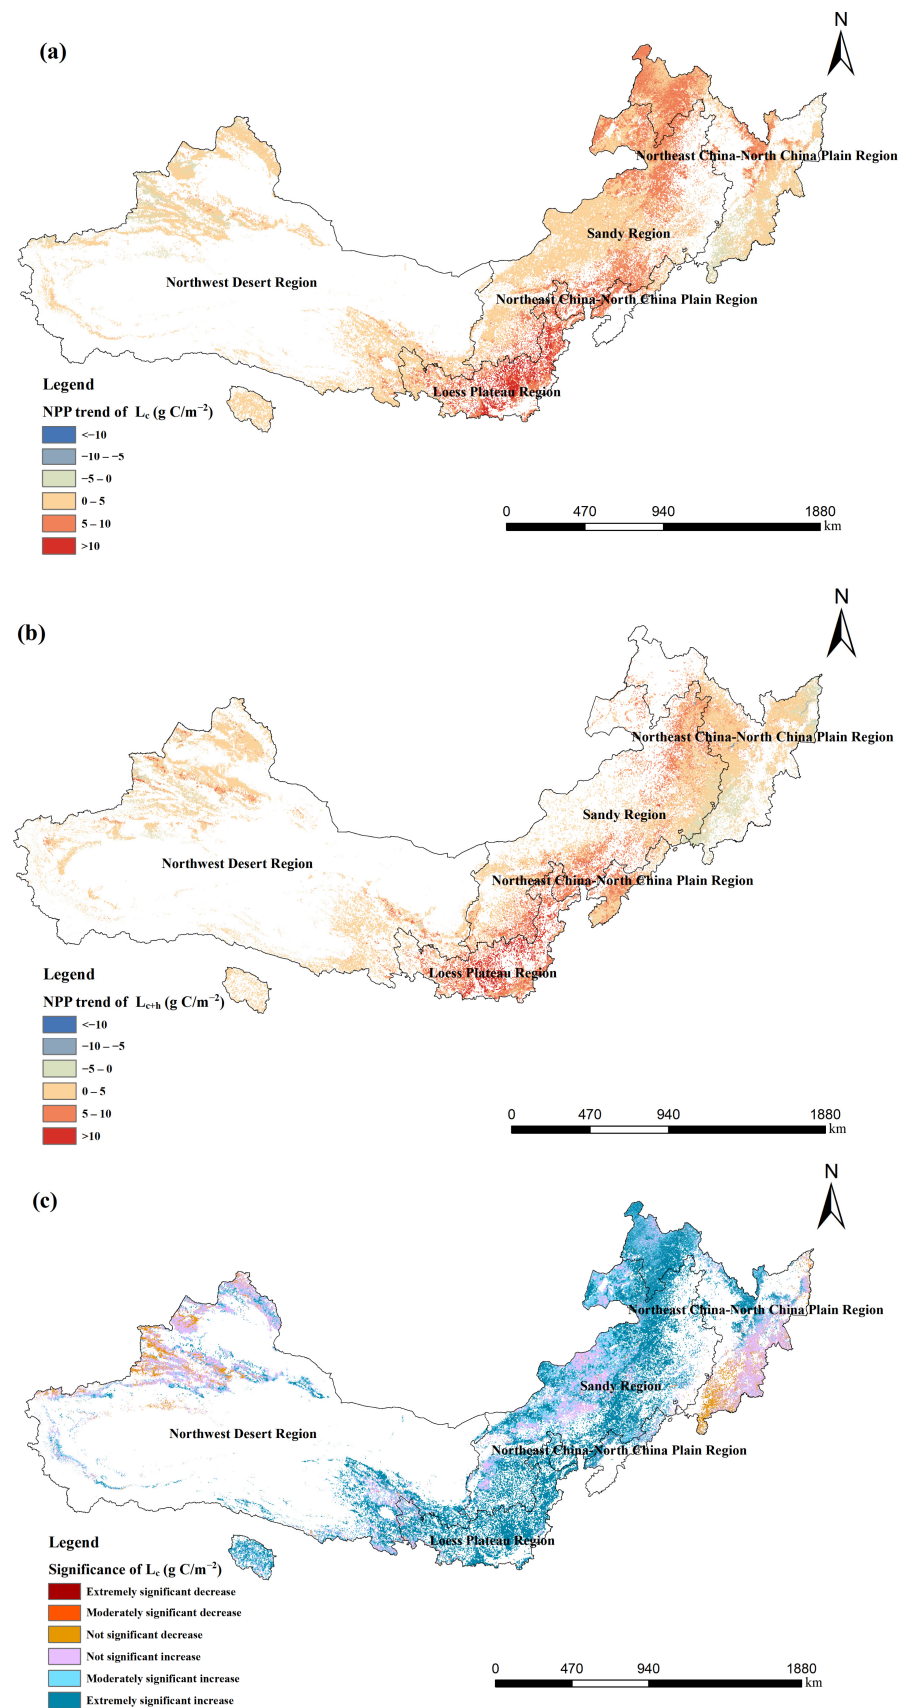 (a)
N
Northeast China-North China Plain Region
Sandy Region
Northwest Desert Region
Northeast China-North China Plain Region
Loess Plateau Region
Legend
NPP trend of Lc (g C/m−2)
<−10
−10 – −5
−5 – 0
0 – 5
5 – 10
>10
0 470 940 1880
km
(b)
N
Northeast China-North China Plain Region
Sandy Region
Northwest Desert Region
Northeast China-North China Plain Region
Loess Plateau Region
Legend
NPP trend of Lc+h (g C/m−2)
<−10
−10 – −5
−5 – 0
0 – 5
5 – 10
>10
0 470 940 1880
km
(c)
N
Northeast China-North China Plain Region
Sandy Region
Northwest Desert Region
Northeast China-North China Plain Region
Loess Plateau Region
Legend
Significance of Lc (g C/m−2)
Extremely significant decrease
Moderately significant decrease
Not significant decrease
Not significant increase
Moderately significant increase
Extremely significant increase
0 470 940 1880
km